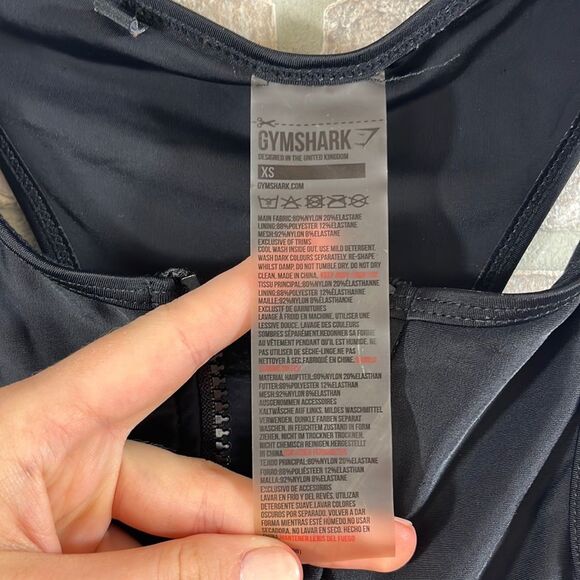 GYMSHARK
DESIGNED IN THE UNITED KINGDOM
XS
GYMSHARK.COM
MAIN FABRIC:80%NYLON 20%ELASTANE
LINING:88%POLYESTER 12%ELASTANE
MESH:92%NYLON 8%ELASTANE
EXCLUSIVE OF TRIMS
COOL WASH INSIDE OUT. USE MILD DETERGENT.
WASH DARK COLOURS SEPARATELY. RE-SHAPE
WHILST DAMP. DO NOT TUMBLE DRY. DO NOT DRY
CLEAN. MADE IN CHINA. KEEP AWAY FROM FIRE
TISSU PRINCIPAL:80%NYLON 20%ELASTHANNE
LINING:88%POLYESTER 12%ELASTHANNE
MAILLE:92%NYLON 8%ELASTHANNE
EXCLUSIF DE GARNITURES
LAVAGE À FROID EN MACHINE. UTILISER UNE
LESSIVE DOUCE. LAVAGE DES COULEURS
SOMBRES SÉPARÉMENT.REDONNER SA FORME
AU VÊTEMENT PENDANT QU'IL EST HUMIDE. NE
PAS UTILISER DE SÈCHE-LINGE.NE PAS
NETTOYER À SEC.FABRIQUÉ EN CHINE.
MATERIAL HAUPTTEIL:80%NYLON 20%ELASTHAN
FUTTER:88%POLYESTER 12%ELASTHAN
MESH:92%NYLON 8%ELASTHAN
AUSGENOMMEN ACCESSOIRES
KALTWÄSCHE AUF LINKS. MILDES WASCHMITTEL
VERWENDEN. DUNKLE FARBEN SEPARAT
WASCHEN. IN FEUCHTEM ZUSTAND IN FORM
ZIEHEN. NICHT IM TROCKNER TROCKNEN.
NICHT CHEMISCH REINIGEN.HERGESTELLT
IN CHINA.
TEJIDO PRINCIPAL:80%NYLON 20%ELASTAN
FORRO:88%POLIÉSTER 12%ELASTAN
MALLA:92%NYLON 8%ELASTAN
EXCLUSIVO DE ACCESORIOS
LAVAR EN FRÍO Y DEL REVÉS. UTILIZAR
DETERGENTE SUAVE.LAVAR COLORES
OSCUROS POR SEPARADO. VOLVER A DAR
FORMA MIENTRAS ESTÉ HÚMEDO.NO USAR
SECADORA. NO LAVAR EN SECO. HECHO EN
CHINA MANTENER LEJOS DEL FUEGO